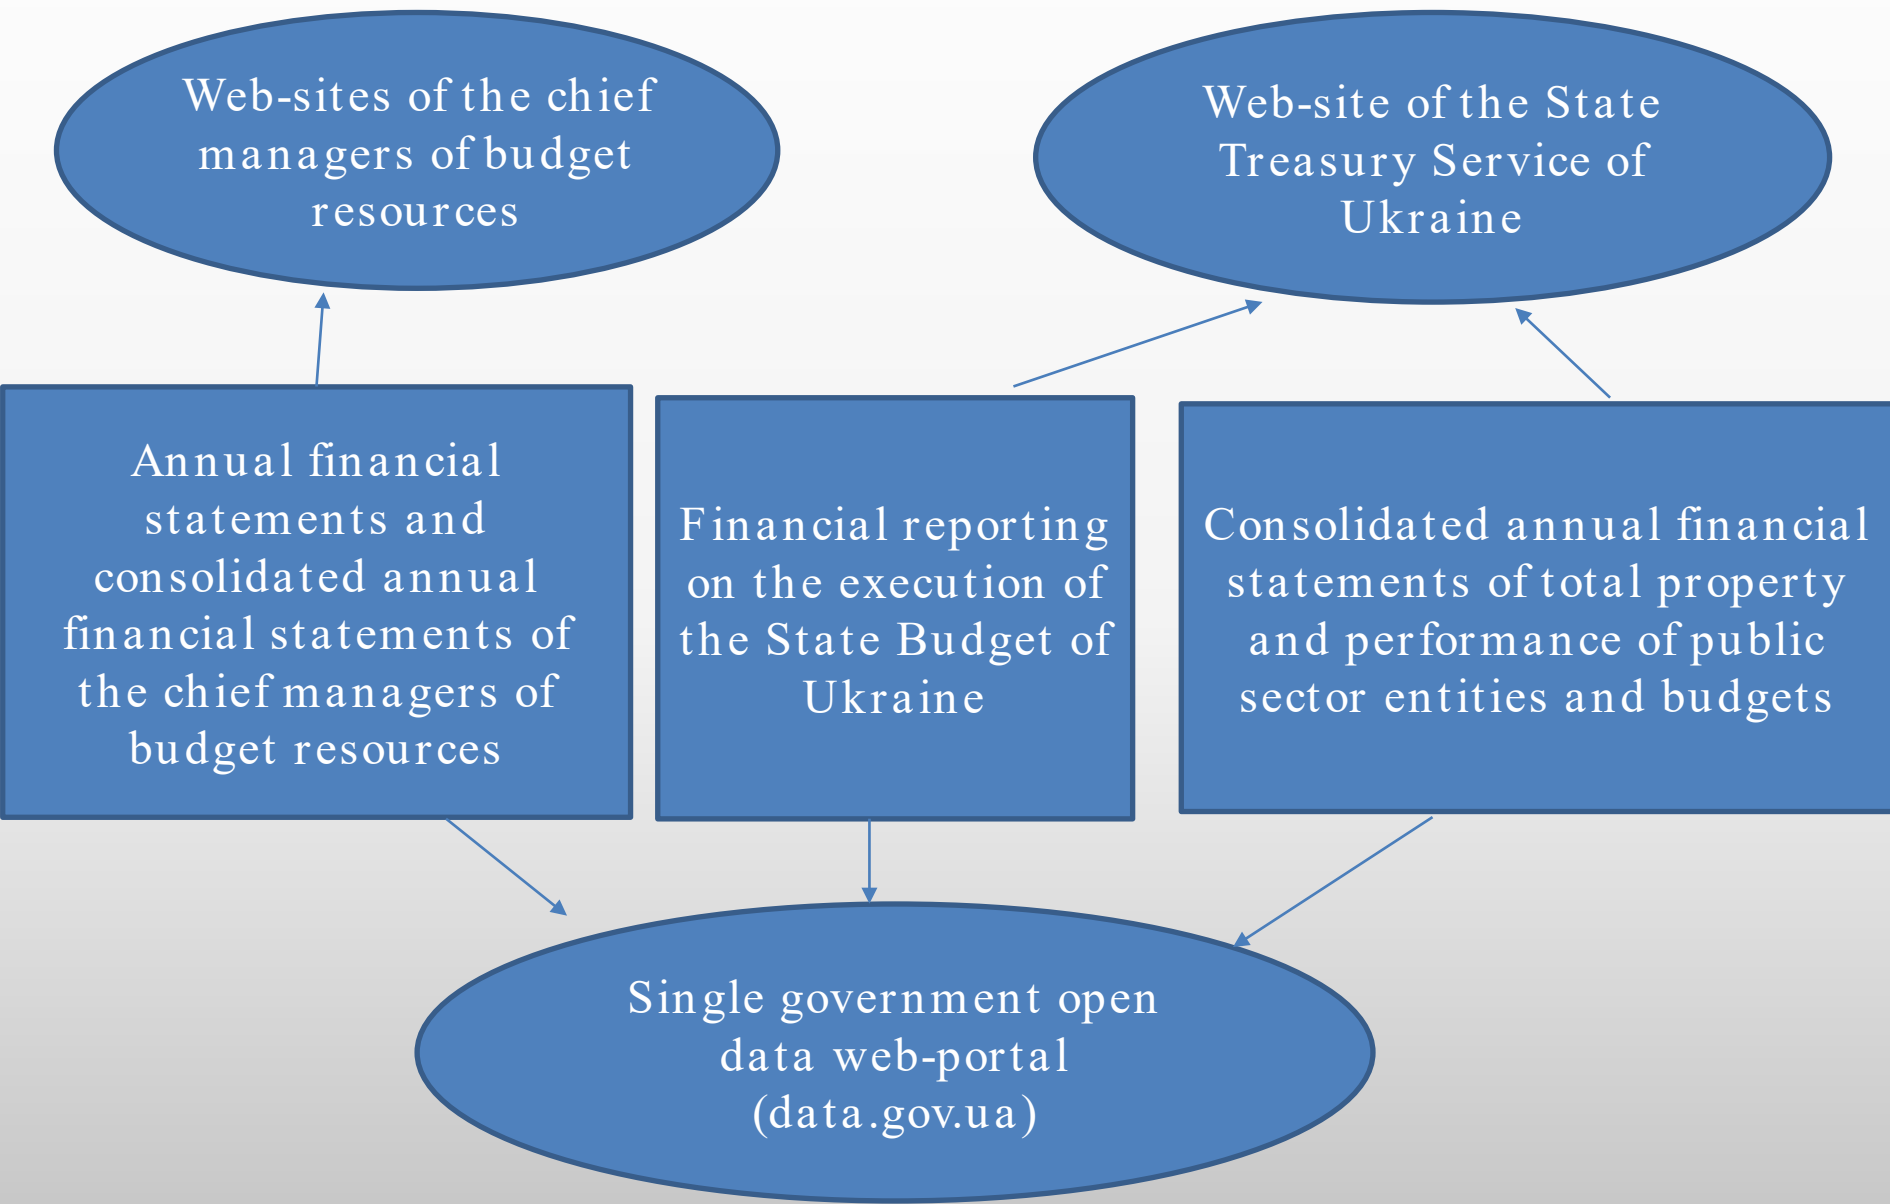 Web-sites of the chief
managers of budget
resources
Web-site of the State
Treasury Service of
Ukraine
Annual financial
statements and
consolidated annual
financial statements of
the chief managers of
budget resources
Financial reporting
on the execution of
the State Budget of
Ukraine
Consolidated annual financial
statements of total property
and performance of public
sector entities and budgets
Single government open
data web-portal
(data.gov.ua)